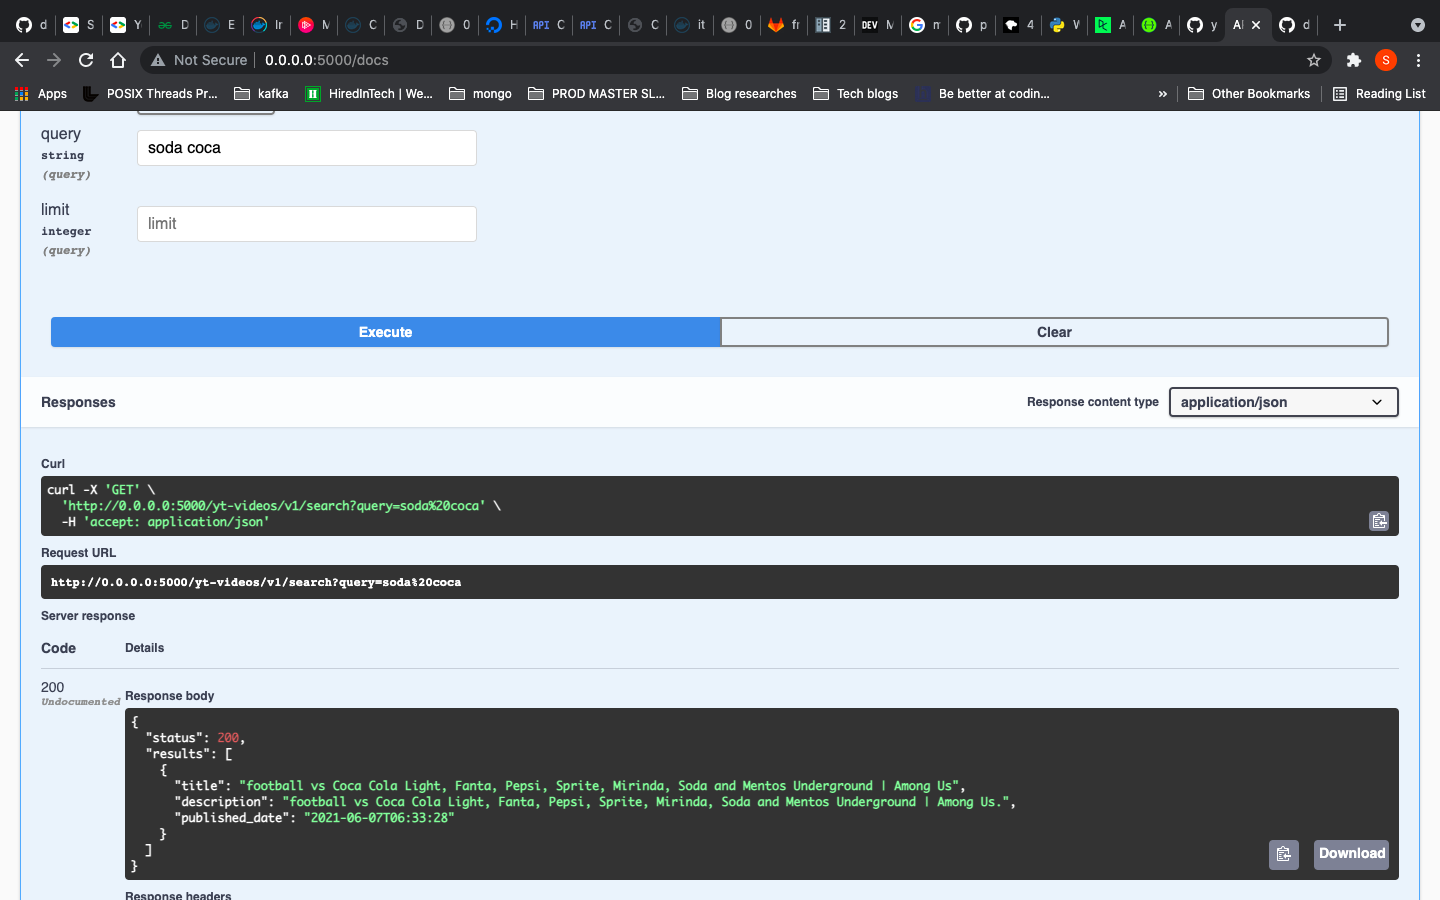 d
S
Y
D
E
Ir
M
C
D
0
H
API C
API C
C
it
0
fr
2
DEV M
m
p
4
W
A
A
y
A
d
Not Secure 0.0.0.0:5000/docs
S
Apps
POSIX Threads Pr...
kafka
HiredInTech | We...
mongo
PROD MASTER SL...
Blog researches
Tech blogs
Be better at codin...
»
Other Bookmarks
Reading List
query
soda coca
string
(query)
limit
limit
integer
(query)
Execute
Clear
Responses
Response content type
application/json
Curl
curl -X 'GET' \
'http://0.0.0.0:5000/yt-videos/v1/search?query=soda%20coca' \
-H 'accept: application/json'
Request URL
http://0.0.0.0:5000/yt-videos/v1/search?query=soda%20coca
Server response
Code
Details
200
Undocumented
Response body
{
"status": 200,
"results": [
{
"title": "football vs Coca Cola Light, Fanta, Pepsi, Sprite, Mirinda, Soda and Mentos Underground | Among Us",
"description": "football vs Coca Cola Light, Fanta, Pepsi, Sprite, Mirinda, Soda and Mentos Underground | Among Us.",
"published_date": "2021-06-07T06:33:28"
}
]
}
Download
Response headers